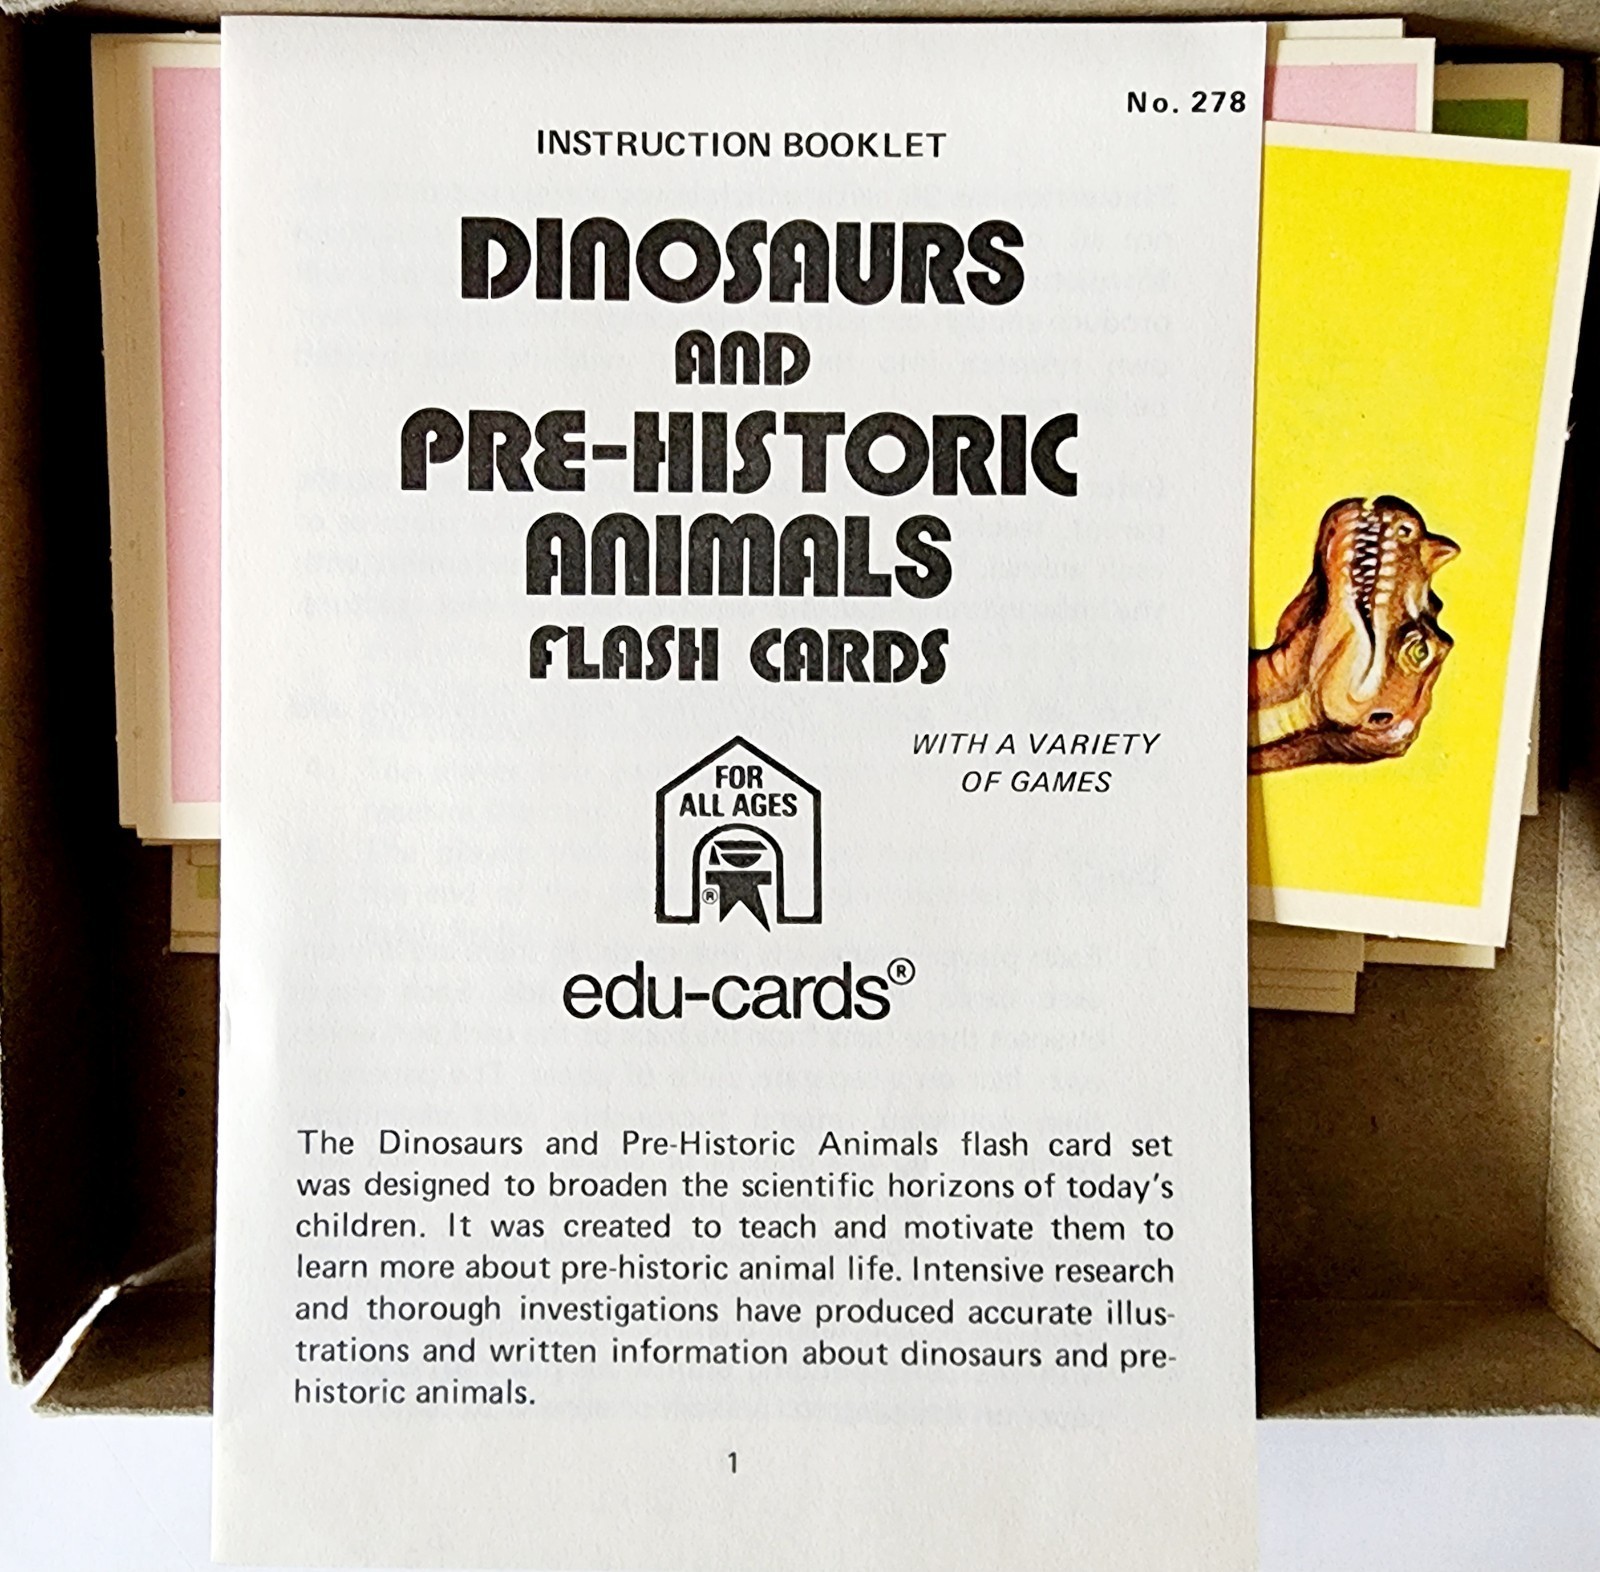 No. 278
INSTRUCTION BOOKLET
DINOSAURS
AND
PRE-HISTORIC
ANIMALS
FLASH CARDS
WITH A VARIETY
OF GAMES
FOR
ALL AGES
®
edu-cards®
The Dinosaurs and Pre-Historic Animals flash card set
was designed to broaden the scientific horizons of today's
children. It was created to teach and motivate them to
learn more about pre-historic animal life. Intensive research
and thorough investigations have produced accurate illus-
trations and written information about dinosaurs and pre-
historic animals.
1